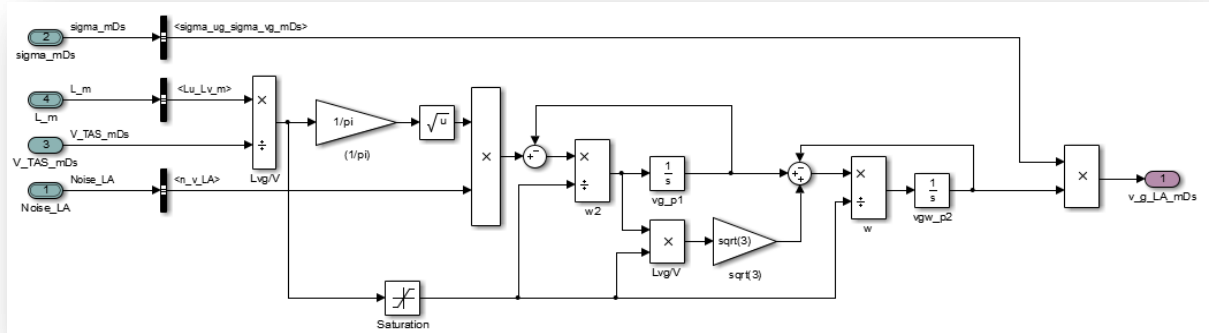 2
sigma_mDs
sigma_mDs
<sigma_ug_sigma_vg_mDs>
4
L_m
L_m
<Lu_Lv_m>
3
V_TAS_mDs
V_TAS_mDs
1
Noise_LA
Noise_LA
<n_v_LA>
×
÷
Lvg/V
1/pi
(1/pi)
√u
×
+ −
×
÷
w2
1
s
vg_p1
×
Lvg/V
sqrt(3)
sqrt(3)
−
+
+
×
÷
w
1
s
vgw_p2
×
1
v_g_LA_mDs
Saturation